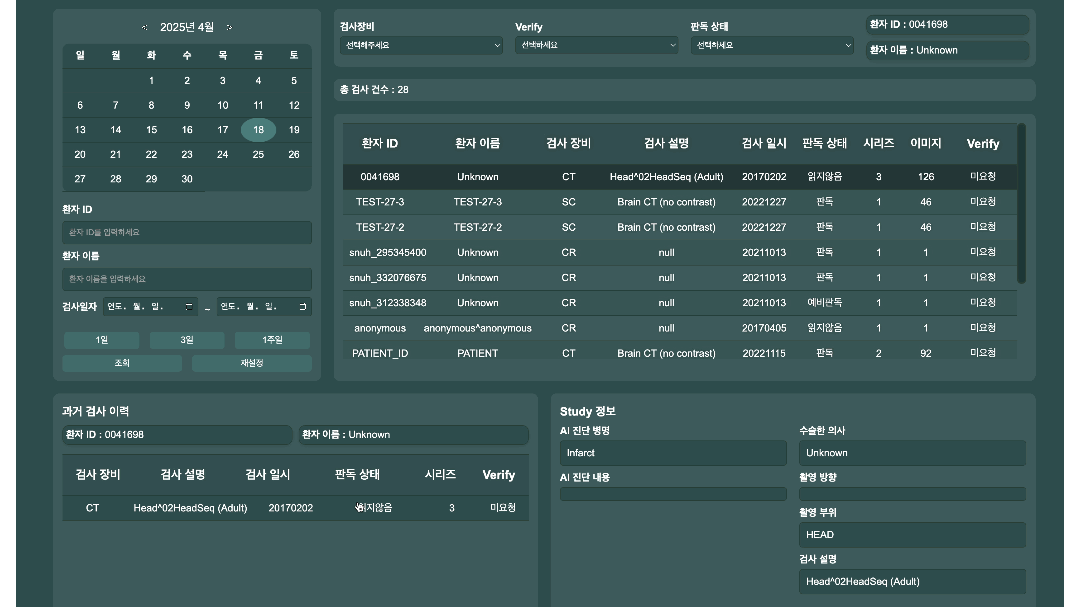 < 2025년 4월 >
일 월 화 수 목 금 토
1 2 3 4 5
6 7 8 9 10 11 12
13 14 15 16 17 18 19
20 21 22 23 24 25 26
27 28 29 30
환자 ID
환자 ID를 입력하세요
환자 이름
환자 이름을 입력하세요
검사일자 연도. 월. 일. _ 연도. 월. 일.
1일 3일 1주일
조회 재설정
검사장비 Verify 판독 상태
선택해주세요 선택하세요 선택하세요
환자 ID : 0041698
환자 이름 : Unknown
총 검사 건수 : 28
환자 ID 환자 이름 검사 장비 검사 설명 검사 일시 판독 상태 시리즈 이미지 Verify
0041698 Unknown CT Head^02HeadSeq (Adult) 20170202 읽지않음 3 126 미요청
TEST-27-3 TEST-27-3 SC Brain CT (no contrast) 20221227 판독 1 46 미요청
TEST-27-2 TEST-27-2 SC Brain CT (no contrast) 20221227 판독 1 46 미요청
snuh_295345400 Unknown CR null 20211013 판독 1 1 미요청
snuh_332076675 Unknown CR null 20211013 판독 1 1 미요청
snuh_312338348 Unknown CR null 20211013 예비판독 1 1 미요청
anonymous anonymous^anonymous CR null 20170405 읽지않음 1 1 미요청
PATIENT_ID PATIENT CT Brain CT (no contrast) 20221115 판독 2 92 미요청
과거 검사 이력
환자 ID : 0041698 환자 이름 : Unknown
검사 장비 검사 설명 검사 일시 판독 상태 시리즈 Verify
CT Head^02HeadSeq (Adult) 20170202 읽지않음 3 미요청
Study 정보
AI 진단 병명
Infarct
AI 진단 내용
수술한 의사
Unknown
촬영 방향
촬영 부위
HEAD
검사 설명
Head^02HeadSeq (Adult)